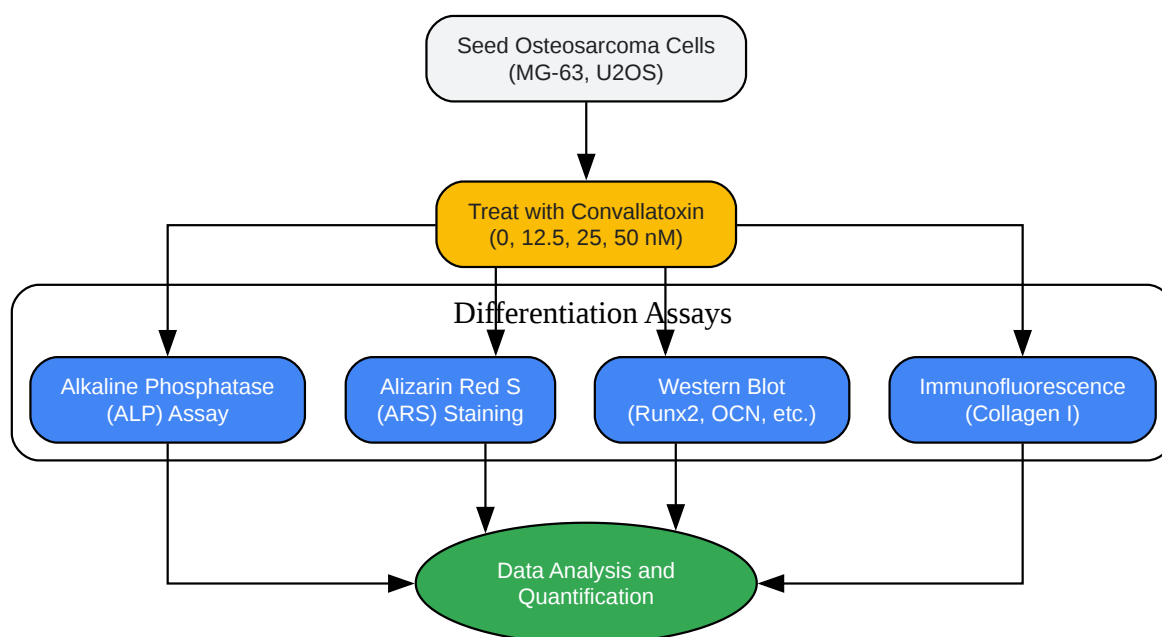 Seed Osteosarcoma Cells
(MG-63, U2OS)
Treat with Convallatoxin
(0, 12.5, 25, 50 nM)
Differentiation Assays
Alkaline Phosphatase
(ALP) Assay
Alizarin Red S
(ARS) Staining
Western Blot
(Runx2, OCN, etc.)
Immunofluorescence
(Collagen I)
Data Analysis and
Quantification